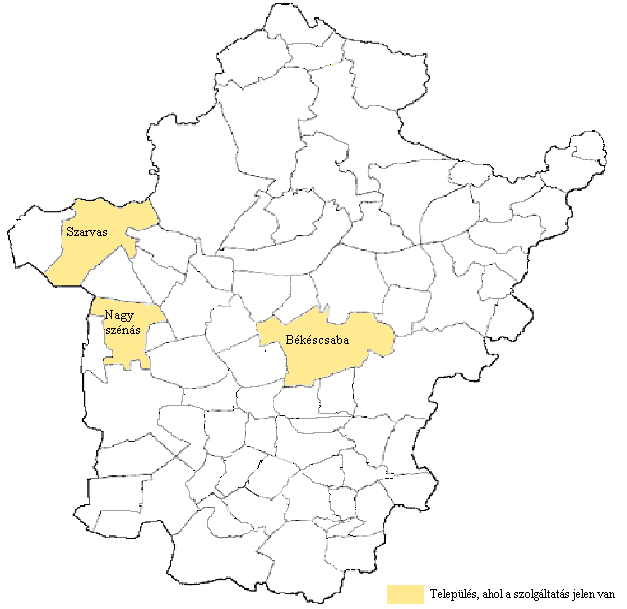 Szarvas
Nagy
szénás
Békéscsaba
Település, ahol a szolgáltatás jelen van